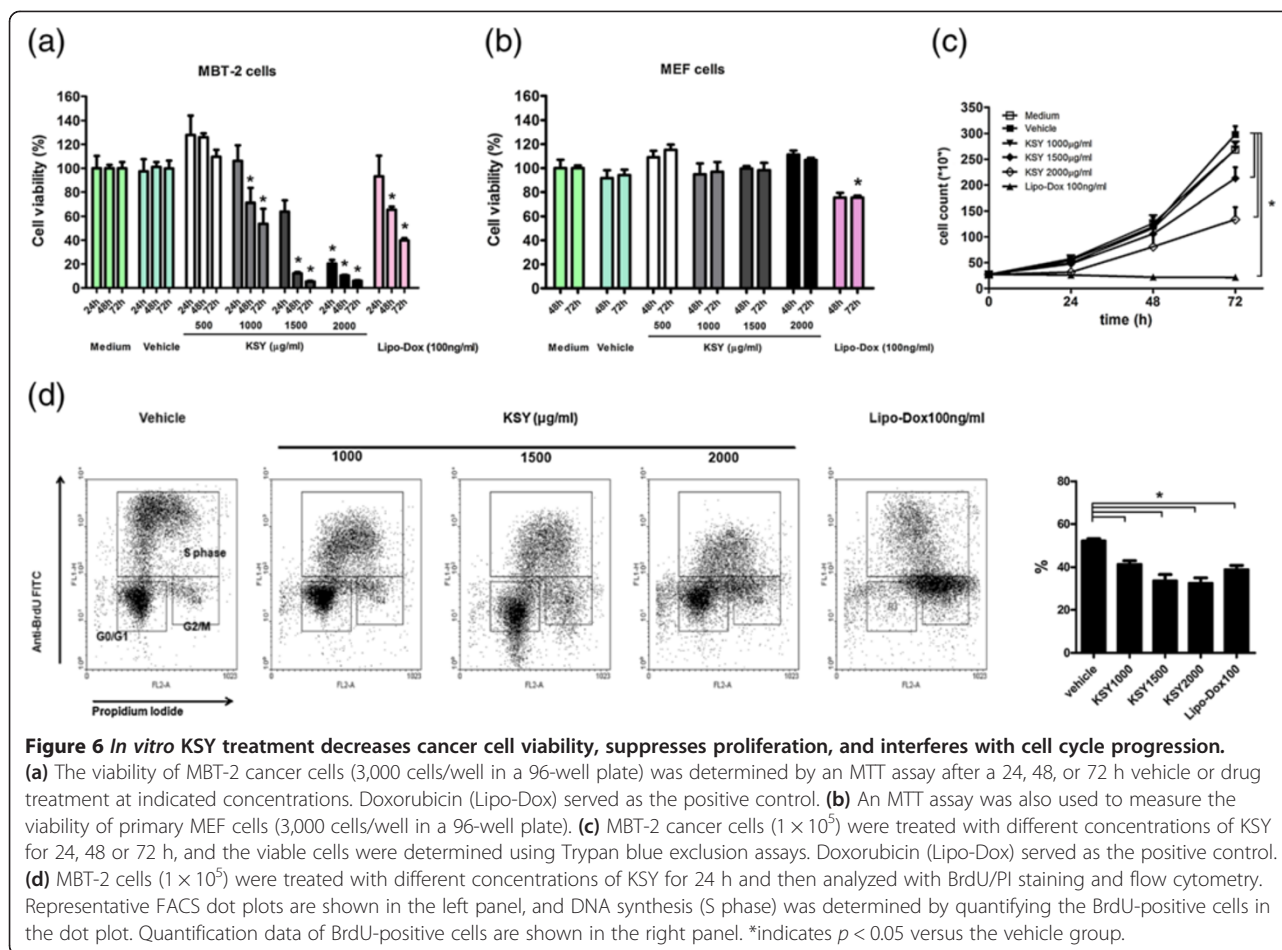 (a)
MBT-2 cells
Cell viability (%)
160
140
120
100
80
60
40
20
0
24h 48h 72h 24h 48h 72h 24h 48h 72h 24h 48h 72h 24h 48h 72h 24h 48h 72h 24h 48h 72h
* * * * * * * * *
500 1000 1500 2000
Medium Vehicle KSY (µg/ml) Lipo-Dox (100ng/ml)
(b)
MEF cells
Cell viability (%)
160
140
120
100
80
60
40
20
0
*
48h 72h 48h 72h 48h 72h 48h 72h 48h 72h 48h 72h 48h 72h
500 1000 1500 2000
Medium Vehicle KSY (µg/ml) Lipo-Dox (100ng/ml)
(c)
350
300
250
200
150
100
50
0
Medium
Vehicle
KSY 1000µg/ml
KSY 1500µg/ml
KSY 2000µg/ml
Lipo-Dox 100ng/ml
*
0 24 48 72
time (h)
(d)
Vehicle KSY (µg/ml) Lipo-Dox100ng/ml
1000 1500 2000
Anti-BrdU FITC
FL1-H FL1-H FL1-H FL1-H FL1-H
S phase
G0/G1
G2/M
FL2-A FL2-A FL2-A FL2-A FL2-A
1023 1023 1023 1023 1023
Propidium Iodide
%
80
60
40
20
0
*
vehicle KSY1000 KSY1500 KSY2000 Lipo-Dox100
Figure 6 In vitro KSY treatment decreases cancer cell viability, suppresses proliferation, and interferes with cell cycle progression.
(a) The viability of MBT-2 cancer cells (3,000 cells/well in a 96-well plate) was determined by an MTT assay after a 24, 48, or 72 h vehicle or drug
treatment at indicated concentrations. Doxorubicin (Lipo-Dox) served as the positive control. (b) An MTT assay was also used to measure the
viability of primary MEF cells (3,000 cells/well in a 96-well plate). (c) MBT-2 cancer cells (1 × 10⁵) were treated with different concentrations of KSY
for 24, 48 or 72 h, and the viable cells were determined using Trypan blue exclusion assays. Doxorubicin (Lipo-Dox) served as the positive control.
(d) MBT-2 cells (1 × 10⁵) were treated with different concentrations of KSY for 24 h and then analyzed with BrdU/PI staining and flow cytometry.
Representative FACS dot plots are shown in the left panel, and DNA synthesis (S phase) was determined by quantifying the BrdU-positive cells in
the dot plot. Quantification data of BrdU-positive cells are shown in the right panel. *indicates p < 0.05 versus the vehicle group.